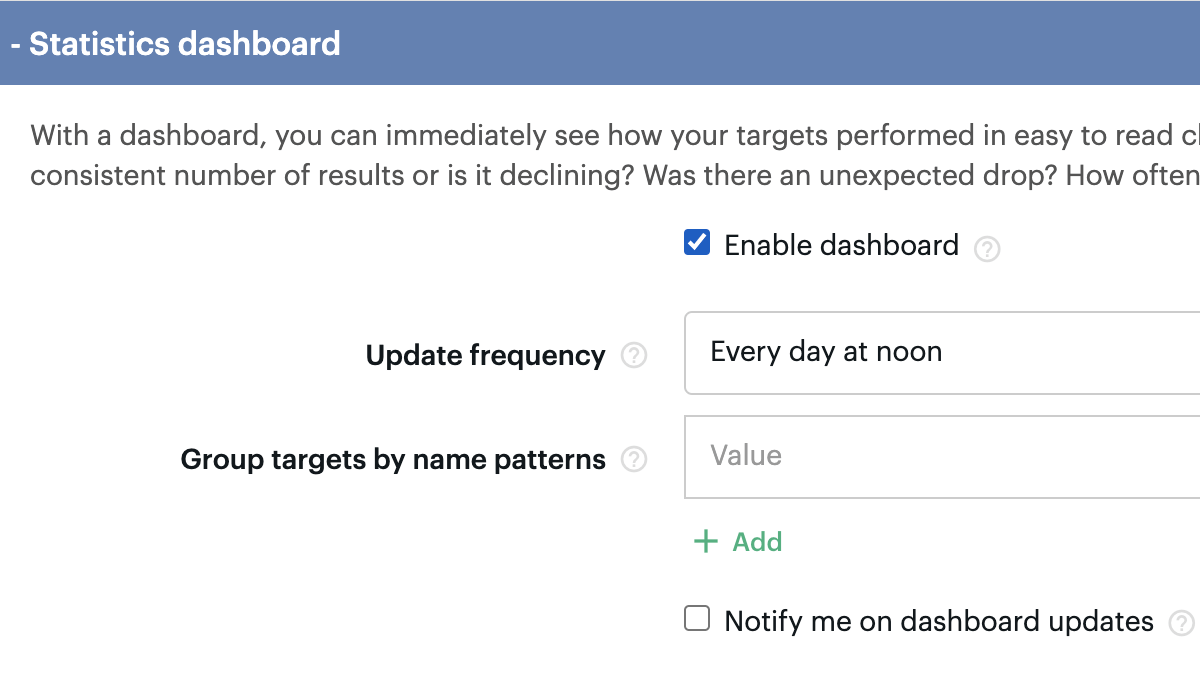 - Statistics dashboard
With a dashboard, you can immediately see how your targets performed in easy to read
consistent number of results or is it declining? Was there an unexpected drop? How often
Enable dashboard ?
Update frequency ? Every day at noon
Group targets by name patterns ? Value
+ Add
Notify me on dashboard updates ?